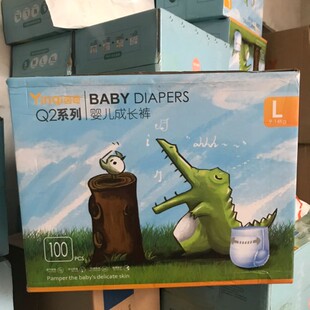 BABY DIAPERS
Q2系列
婴儿成长裤
L
100
PCS
Pamper the baby's delicate skin